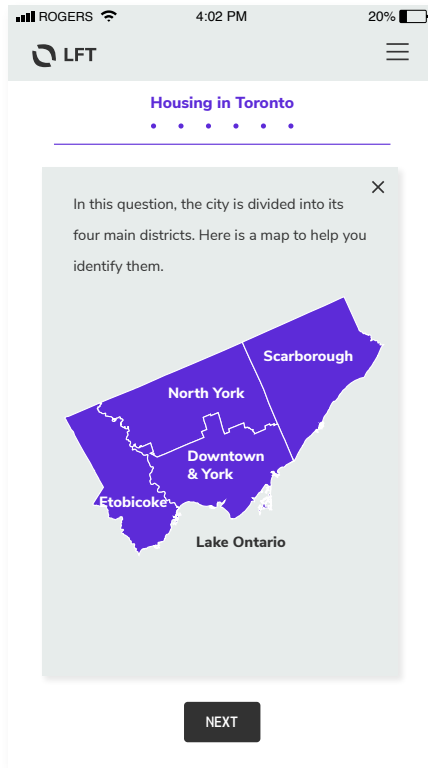 ROGERS 4:02 PM 20%
LFT
Housing in Toronto
In this question, the city is divided into its
four main districts. Here is a map to help you
identify them.
Scarborough
North York
Downtown
& York
Etobicoke
Lake Ontario
NEXT